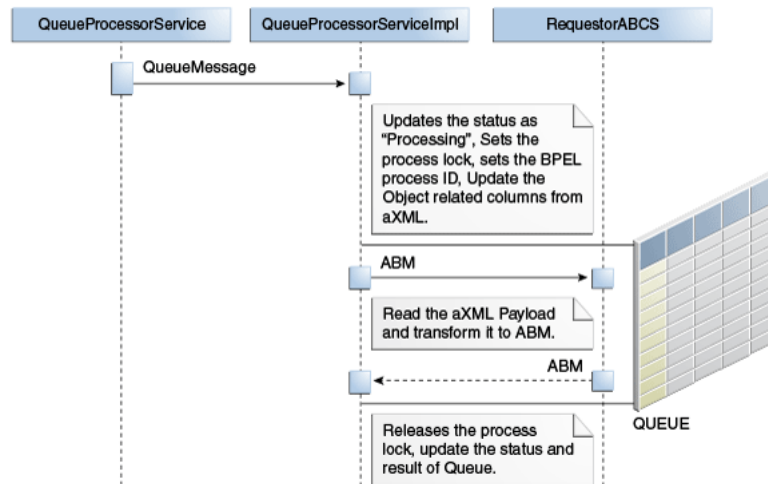 QueueProcessorService
QueueProcessorServiceImpl
RequestorABCS
QueueMessage
Updates the status as
“Processing”, Sets the
process lock, sets the BPEL
process ID, Update the
Object related columns from
aXML.
ABM
Read the aXML Payload
and transform it to ABM.
ABM
QUEUE
Releases the process
lock, update the status and
result of Queue.